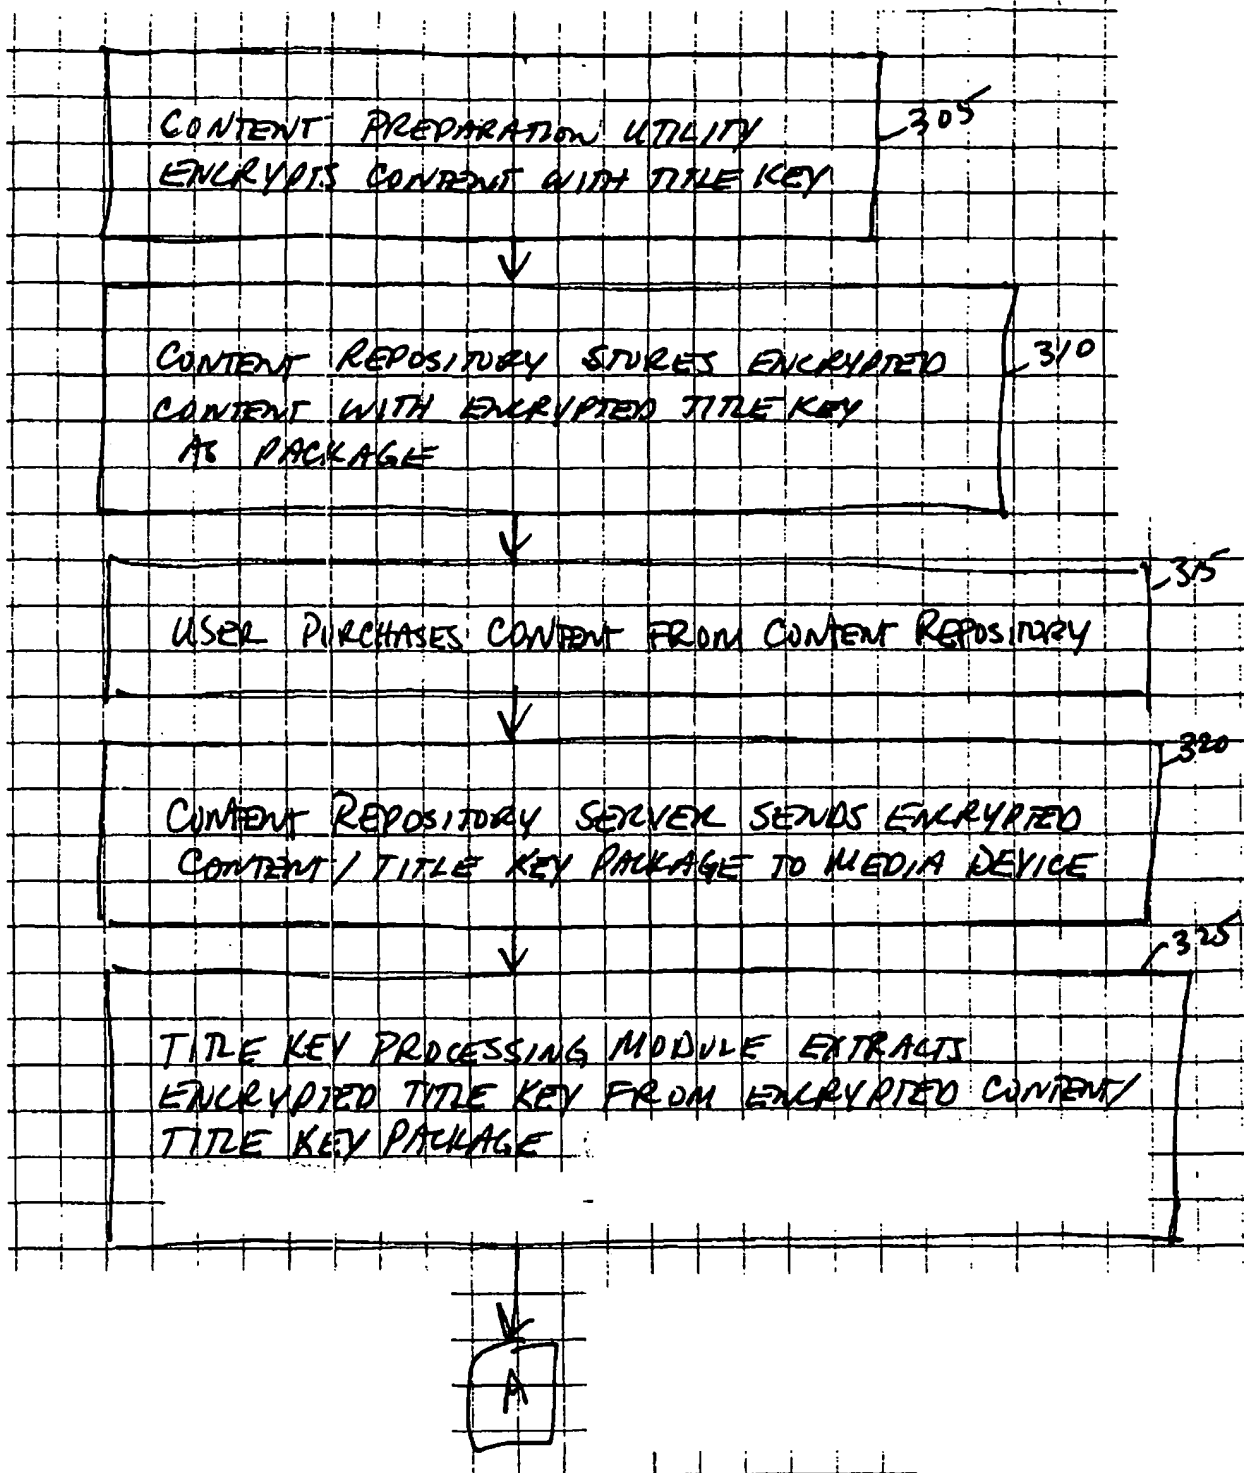 CONTENT PREPARATION UTILITY
305
ENCRYPTS CONTENT WITH TITLE KEY
CONTENT REPOSITORY STORES ENCRYPTED
310
CONTENT WITH ENCRYPTED TITLE KEY
AS PACKAGE
315
USER PURCHASES CONTENT FROM CONTENT REPOSITORY
320
CONTENT REPOSITORY SERVER SENDS ENCRYPTED
CONTENT / TITLE KEY PACKAGE TO MEDIA DEVICE
325
TITLE KEY PROCESSING MODULE EXTRACTS
ENCRYPTED TITLE KEY FROM ENCRYPTED CONTENT/
TITLE KEY PACKAGE
A